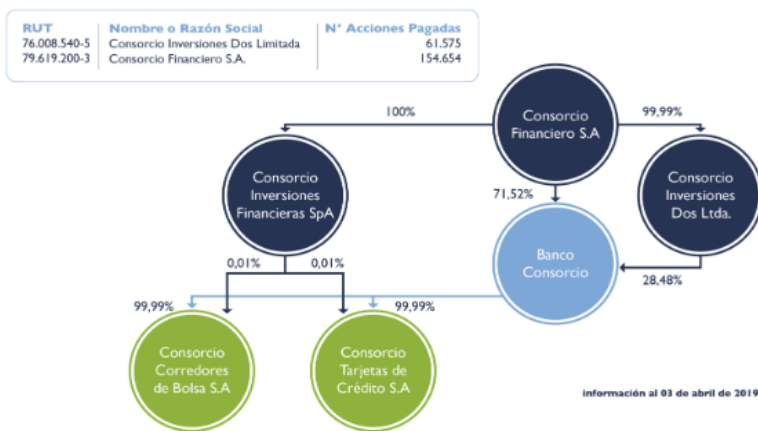 RUT Nombre o Razón Social N° Acciones Pagadas
76.008.540-5 Consorcio Inversiones Dos Limitada 61.575
79.619.200-3 Consorcio Financiero S.A. 154.654
100%
Consorcio
Financiero S.A
99,99%
Consorcio
Inversiones
Financieras SpA
71,52%
Consorcio
Inversiones
Dos Ltda.
Banco
Consorcio
28,48%
0,01%
0,01%
99,99%
99,99%
Consorcio
Corredores
de Bolsa S.A
Consorcio
Tarjetas de
Crédito S.A
información al 03 de abril de 2019